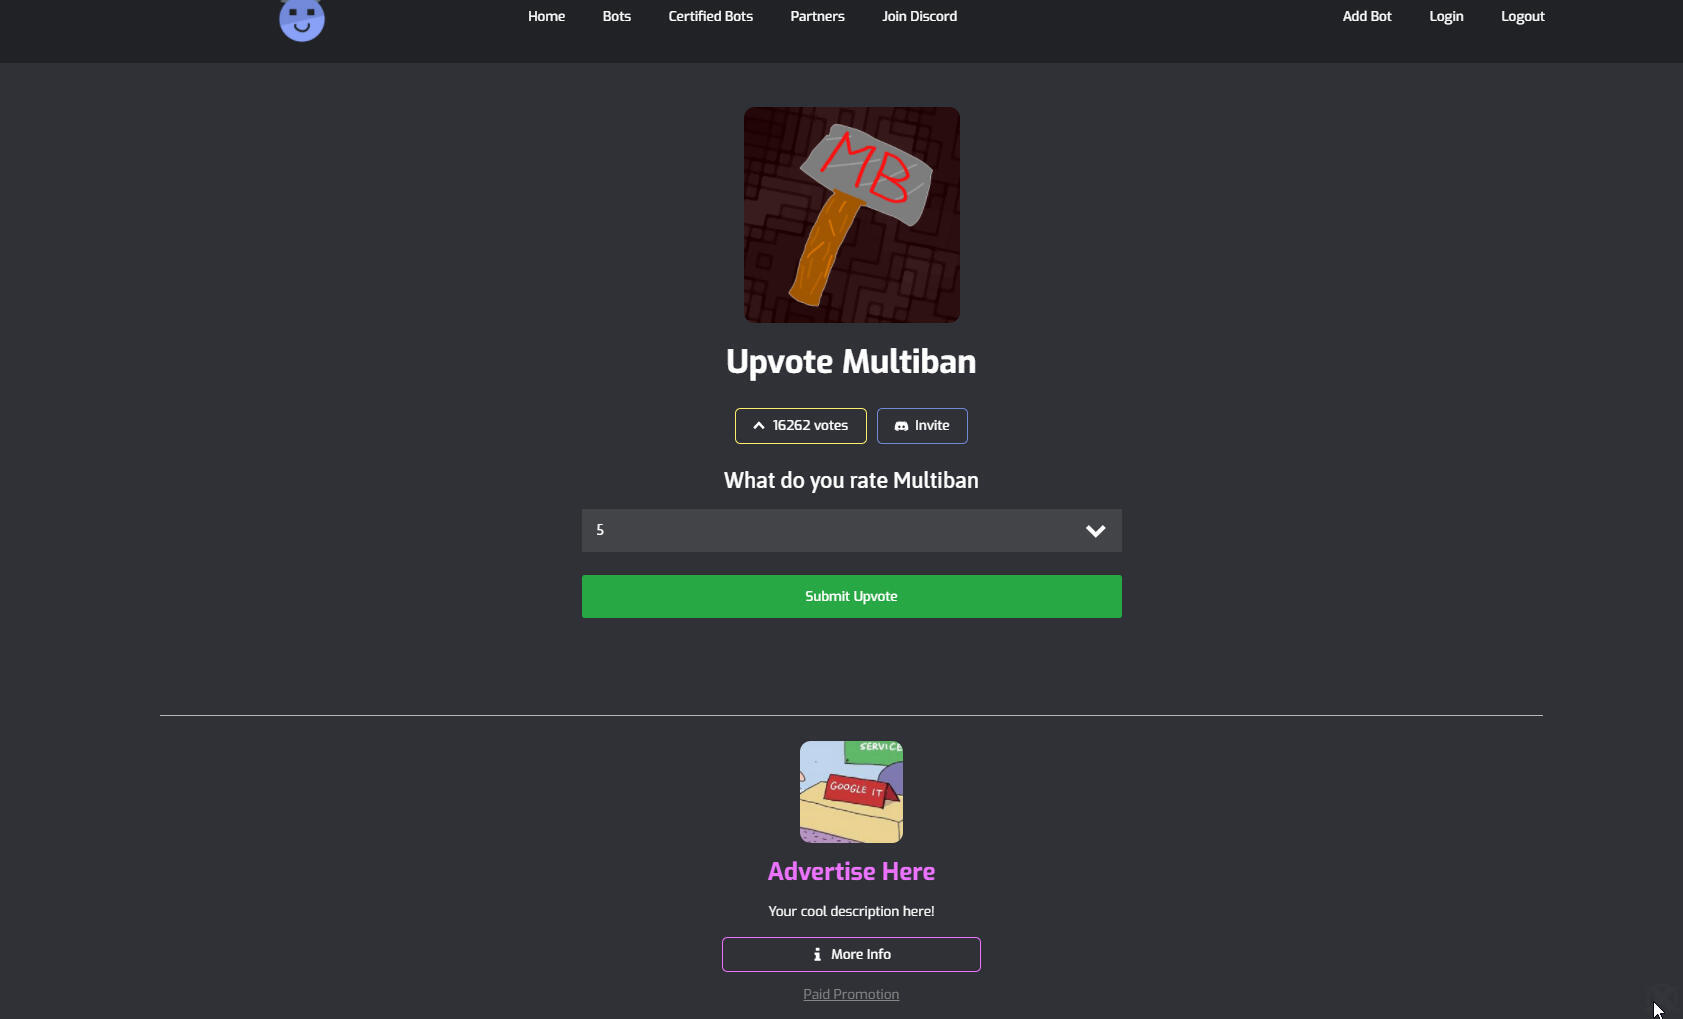 Home Bots Certified Bots Partners Join Discord Add Bot Login Logout
MB
Upvote Multiban
16262 votes Invite
What do you rate Multiban
5
Submit Upvote
SERVICE
GOOGLE IT
Advertise Here
Your cool description here!
More Info
Paid Promotion